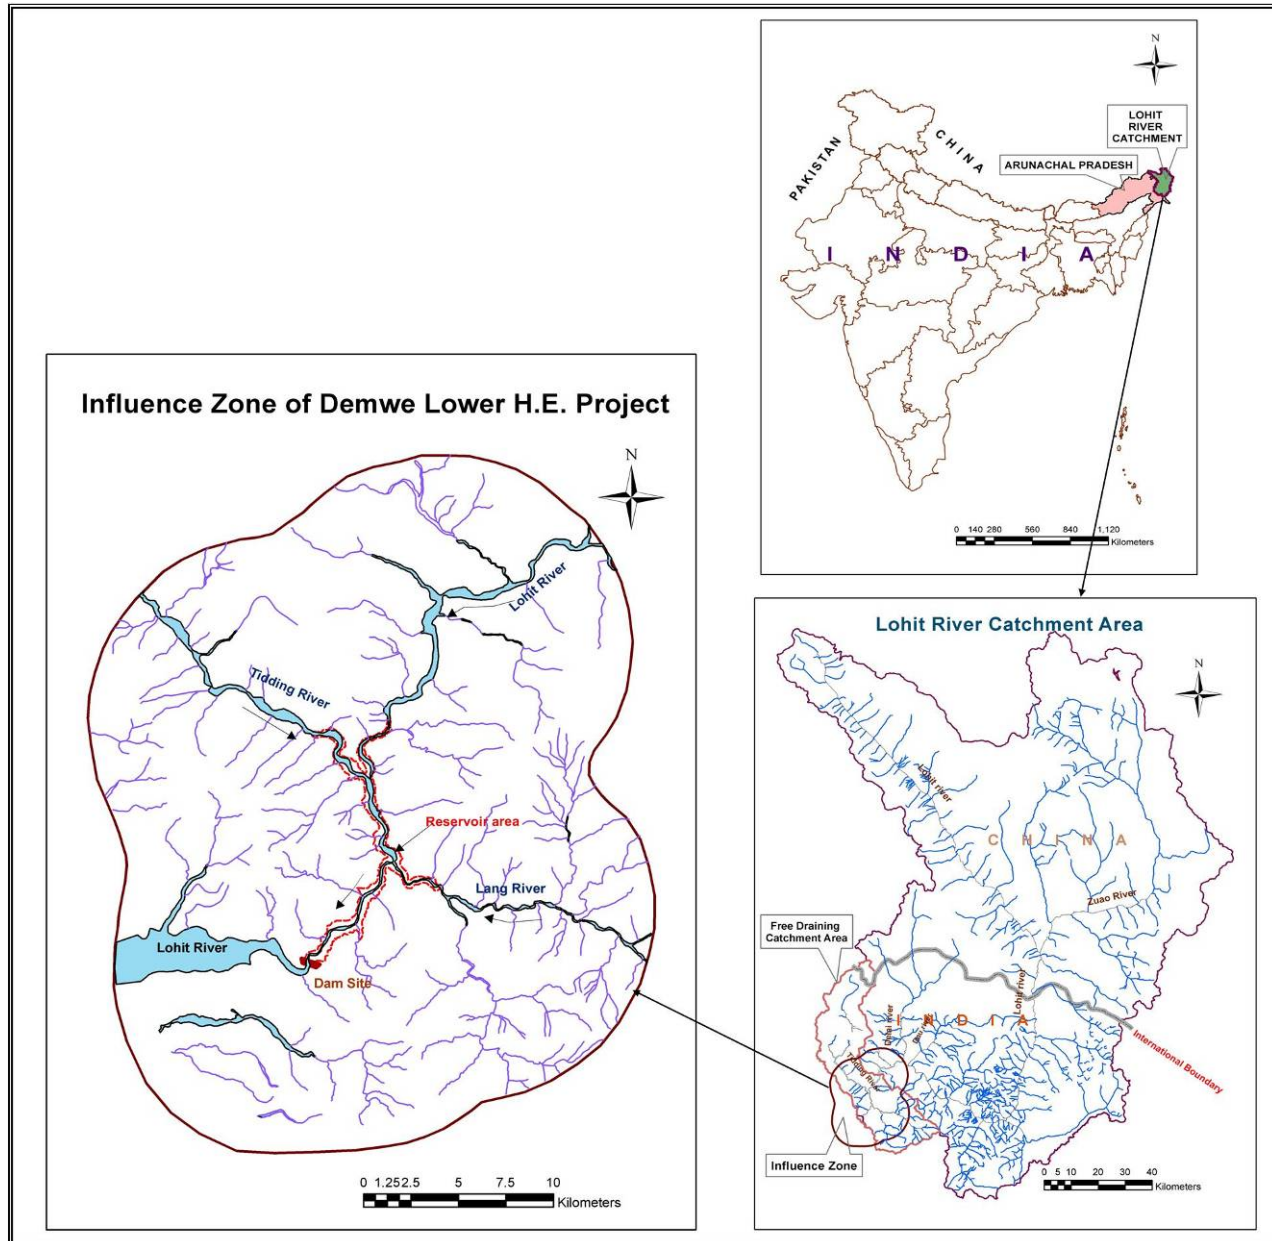 N
LOHIT
RIVER
CATCHMENT
ARUNACHAL PRADESH
PAKISTAN
CHINA
I N D I A
0 140 280 560 840 1,120
Kilometers
Influence Zone of Demwe Lower H.E. Project
N
Lohit River
Tidding River
Reservoir area
Lang River
Lohit River
Dam Site
0 1.25 2.5 5 7.5 10
Kilometers
Lohit River Catchment Area
N
Lohit river
C H I N A
Zuao River
Free Draining
Catchment Area
Lohit river
I N D I A
Tidding River
International Boundary
Influence Zone
0 5 10 20 30 40
Kilometers